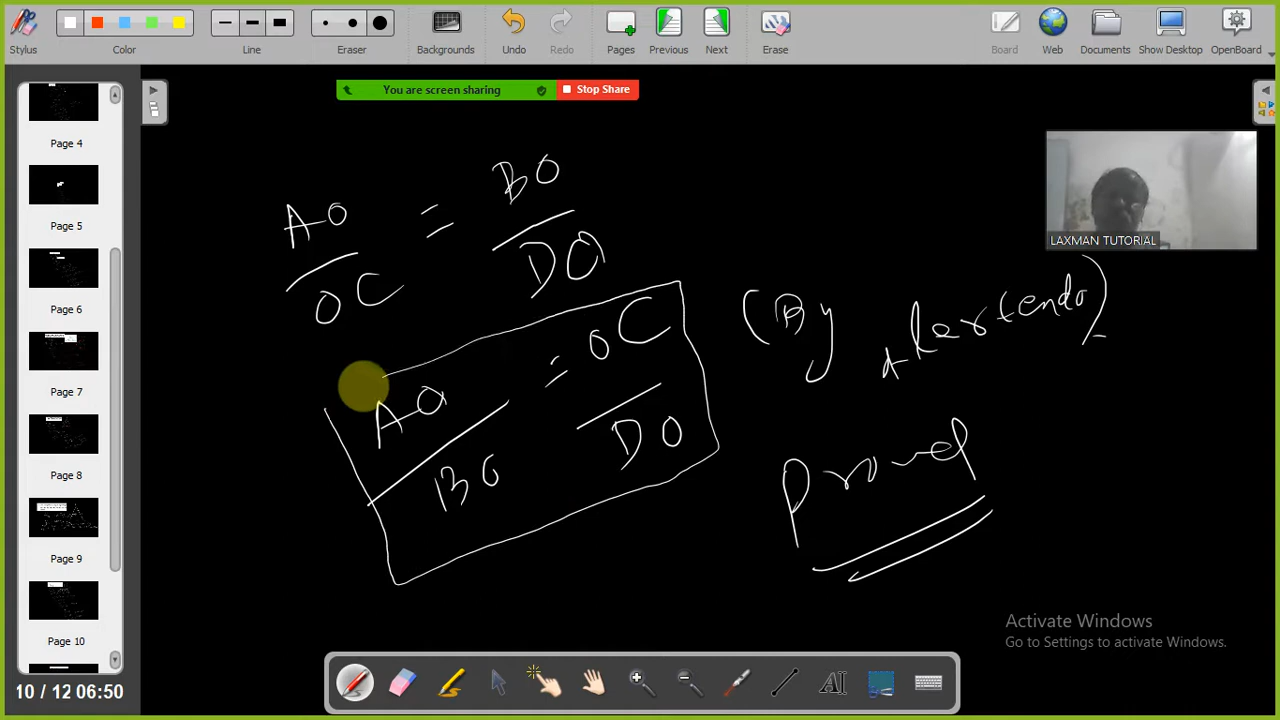 Stylus
Color
Line
Eraser
Backgrounds
Undo
Redo
Pages
Previous
Next
Erase
Board
Web
Documents
Show Desktop
OpenBoard
You are screen sharing
Stop Share
Page 4
Page 5
Page 6
Page 7
Page 8
Page 9
Page 10
10 / 12 06:50
LAXMAN TUTORIAL
AO = BO
OC DO
AO = OC (By
BO DO
Proved
Activate Windows
Go to Settings to activate Windows.